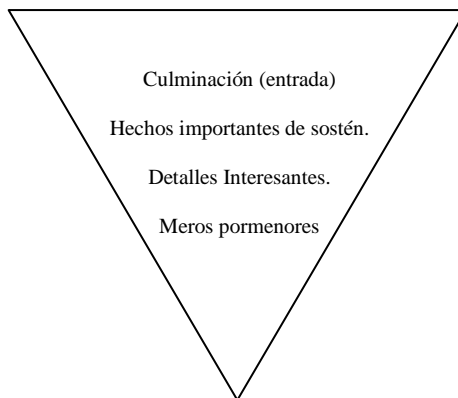 Culminación (entrada)
Hechos importantes de sostén.
Detalles Interesantes.
Meros pormenores